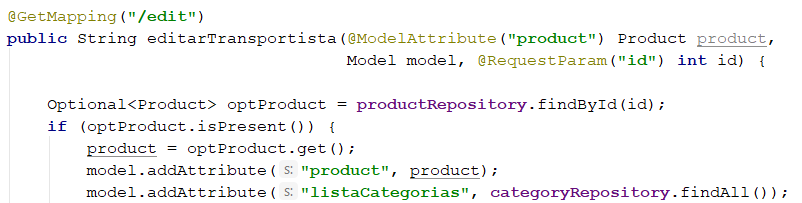 @GetMapping("/edit")
public String editarTransportista(@ModelAttribute("product") Product product,
Model model, @RequestParam("id") int id) {
Optional<Product> optProduct = productRepository.findById(id);
if (optProduct.isPresent()) {
product = optProduct.get();
model.addAttribute( s: "product", product);
model.addAttribute( s: "listaCategorias", categoryRepository.findAll());